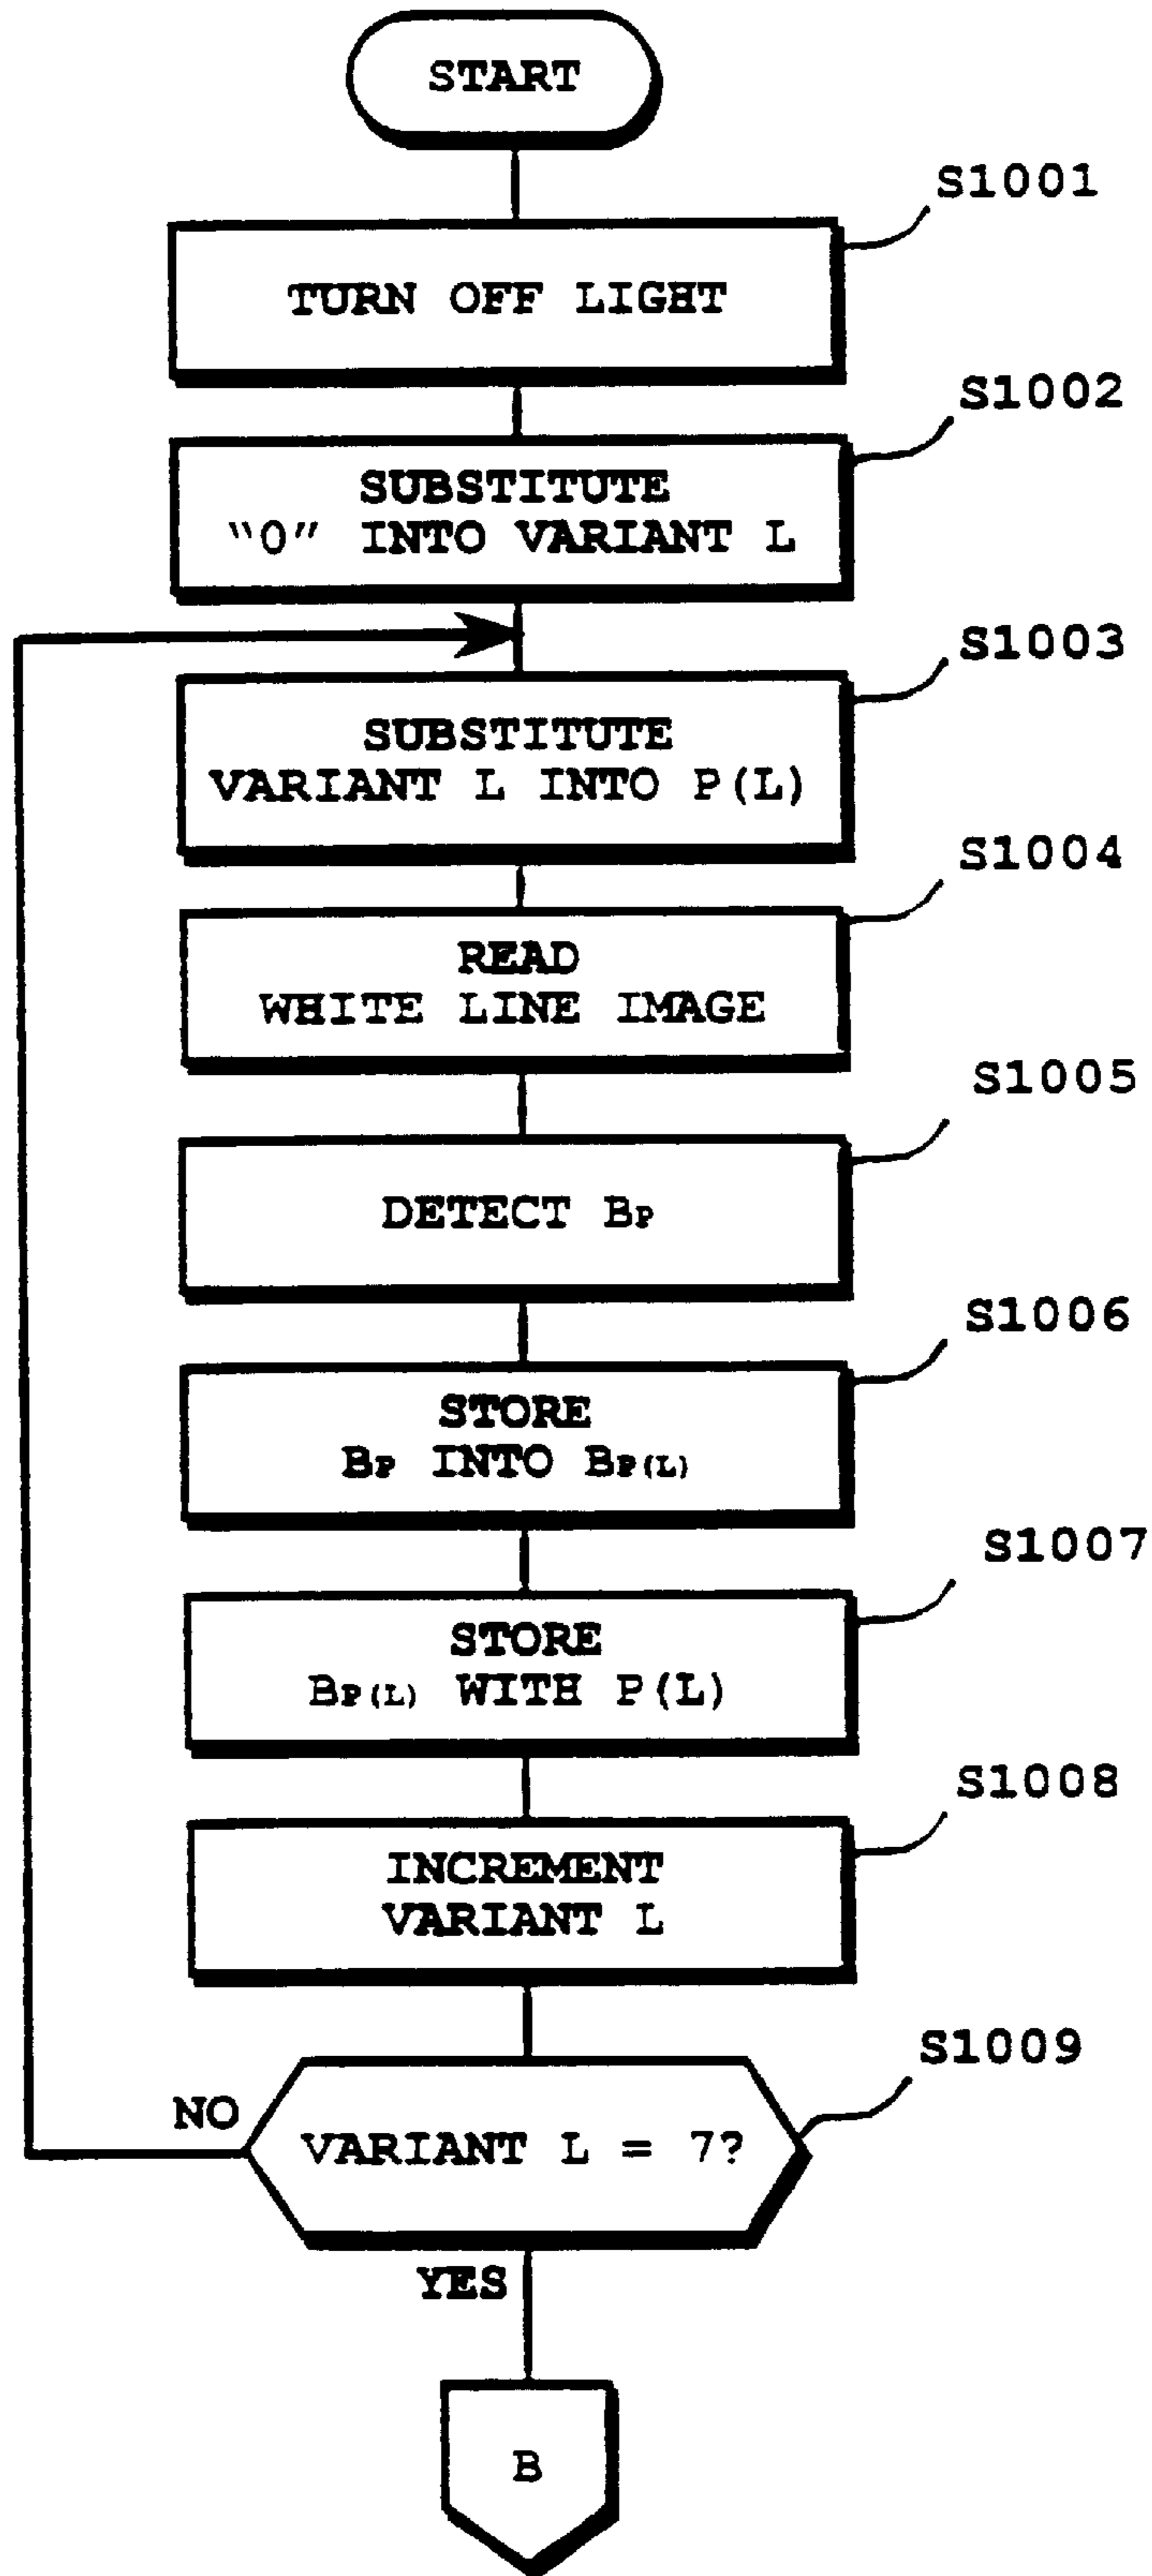 START
S1001
TURN OFF LIGHT
S1002
SUBSTITUTE
“0” INTO VARIANT L
S1003
SUBSTITUTE
VARIANT L INTO P(L)
S1004
READ
WHITE LINE IMAGE
S1005
DETECT BP
S1006
STORE
BP INTO BP(L)
S1007
STORE
BP(L) WITH P(L)
S1008
INCREMENT
VARIANT L
S1009
NO
VARIANT L = 7?
YES
B